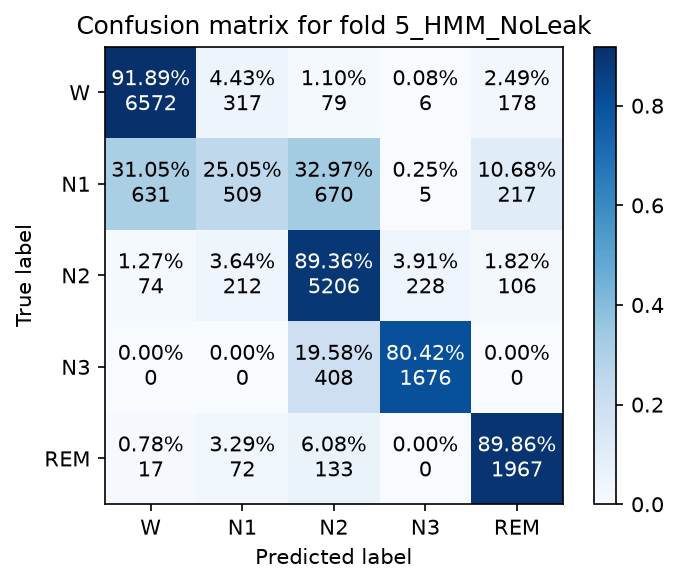 Confusion matrix for fold 5_HMM_NoLeak
True label
W
91.89% 4.43% 1.10% 0.08% 2.49%
6572 317 79 6 178
N1
31.05% 25.05% 32.97% 0.25% 10.68%
631 509 670 5 217
N2
1.27% 3.64% 89.36% 3.91% 1.82%
74 212 5206 228 106
N3
0.00% 0.00% 19.58% 80.42% 0.00%
0 0 408 1676 0
REM
0.78% 3.29% 6.08% 0.00% 89.86%
17 72 133 0 1967
W N1 N2 N3 REM
Predicted label
0.8
0.6
0.4
0.2
0.0